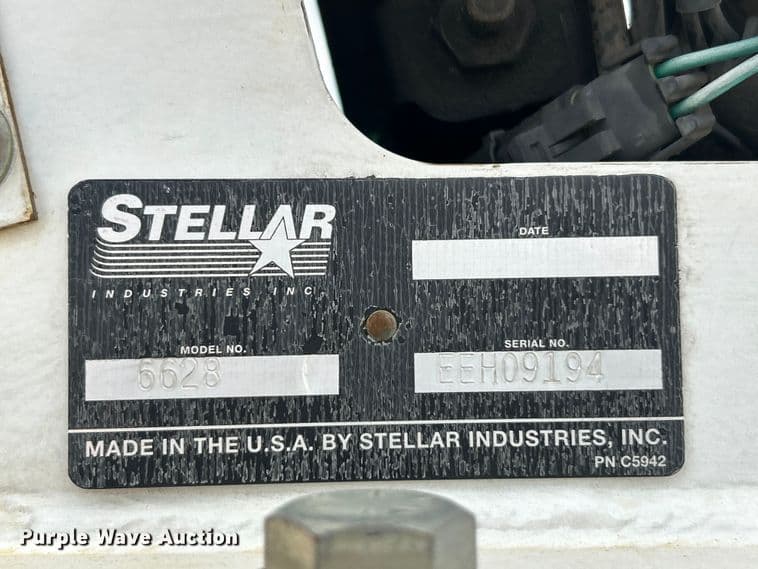 STELLAR
INDUSTRIES INC.
DATE
MODEL NO.
6628
SERIAL NO.
EEH09194
MADE IN THE U.S.A. BY STELLAR INDUSTRIES, INC.
PN C5942
Purple Wave Auction